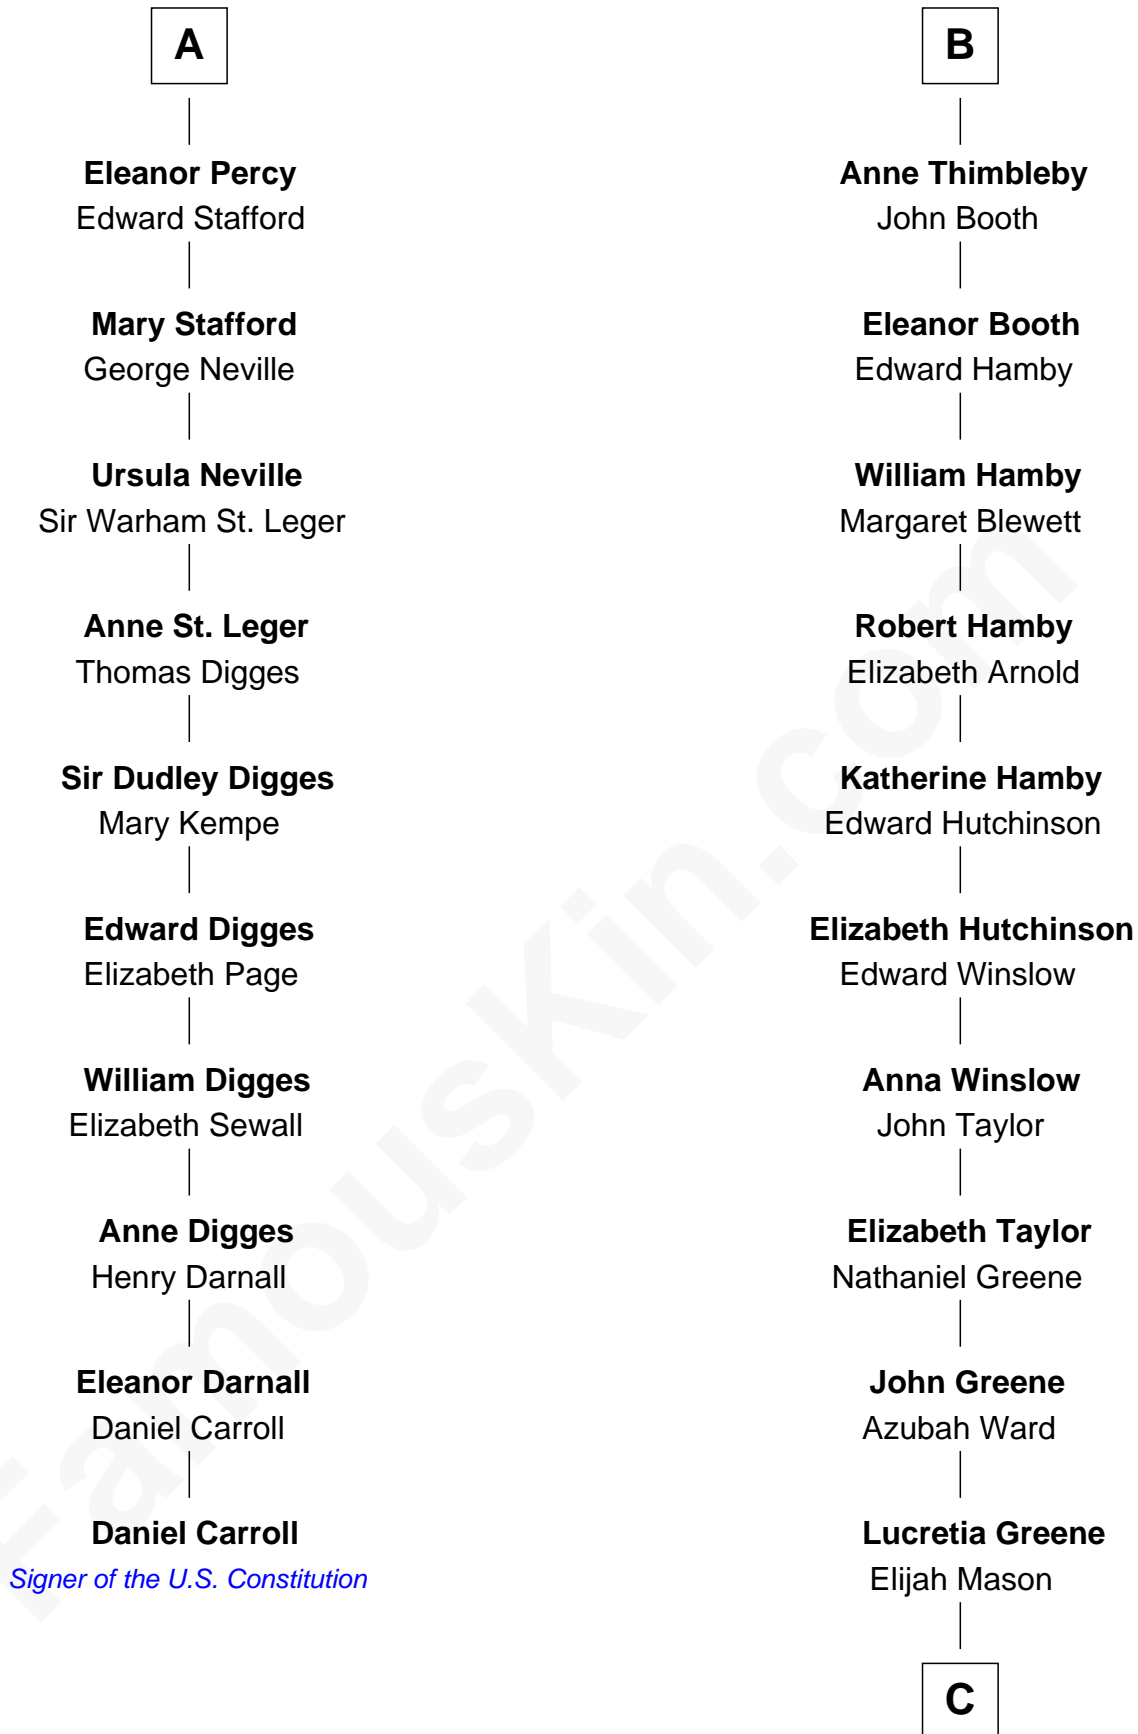 A
Eleanor Percy
Edward Stafford
Mary Stafford
George Neville
Ursula Neville
Sir Warham St. Leger
Anne St. Leger
Thomas Digges
Sir Dudley Digges
Mary Kempe
Edward Digges
Elizabeth Page
William Digges
Elizabeth Sewall
Anne Digges
Henry Darnall
Eleanor Darnall
Daniel Carroll
Daniel Carroll
Signer of the U.S. Constitution
B
Anne Thimbleby
John Booth
Eleanor Booth
Edward Hamby
William Hamby
Margaret Blewett
Robert Hamby
Elizabeth Arnold
Katherine Hamby
Edward Hutchinson
Elizabeth Hutchinson
Edward Winslow
Anna Winslow
John Taylor
Elizabeth Taylor
Nathaniel Greene
John Greene
Azubah Ward
Lucretia Greene
Elijah Mason
C
FamousKin.com